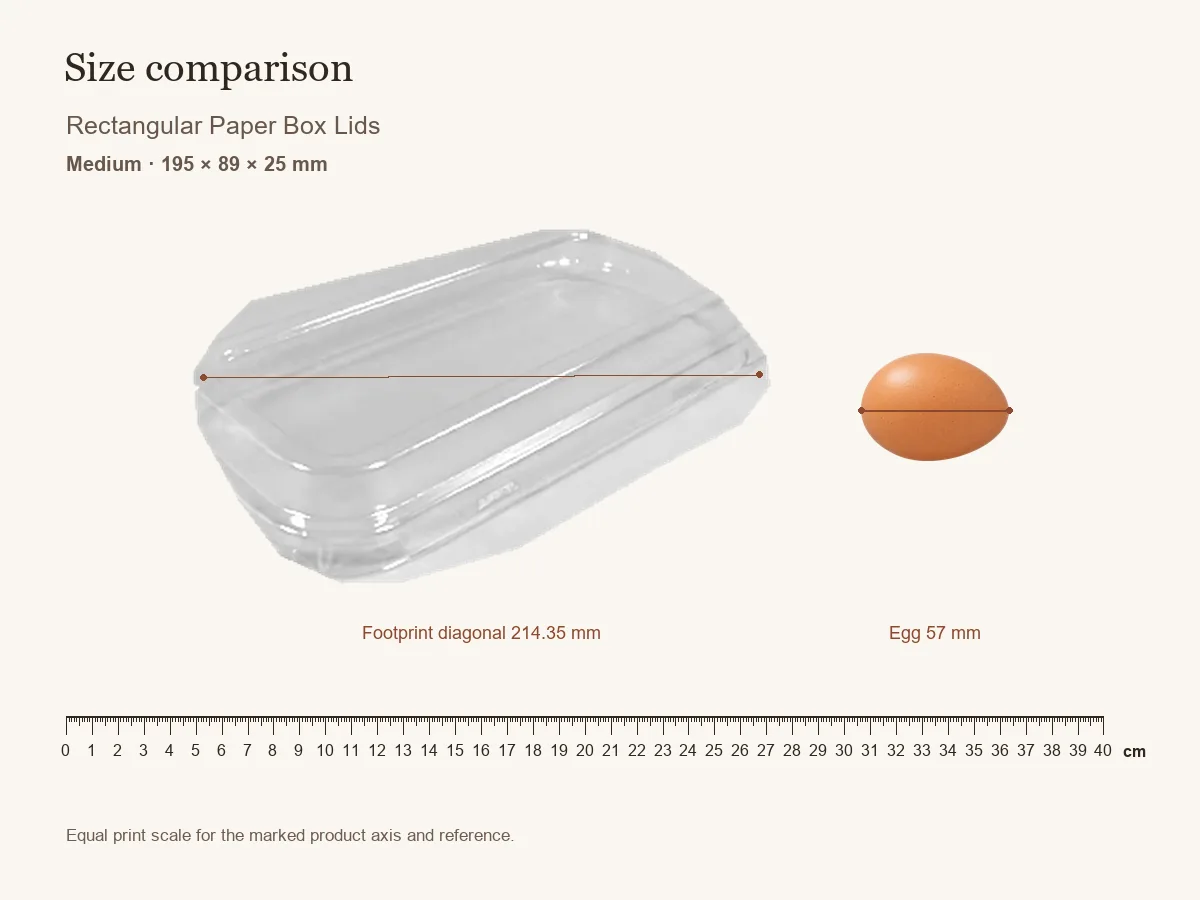 Size comparison
Rectangular Paper Box Lids
Medium · 195 × 89 × 25 mm
Footprint diagonal 214.35 mm
Egg 57 mm
0 1 2 3 4 5 6 7 8 9 10 11 12 13 14 15 16 17 18 19 20 21 22 23 24 25 26 27 28 29 30 31 32 33 34 35 36 37 38 39 40 cm
Equal print scale for the marked product axis and reference.